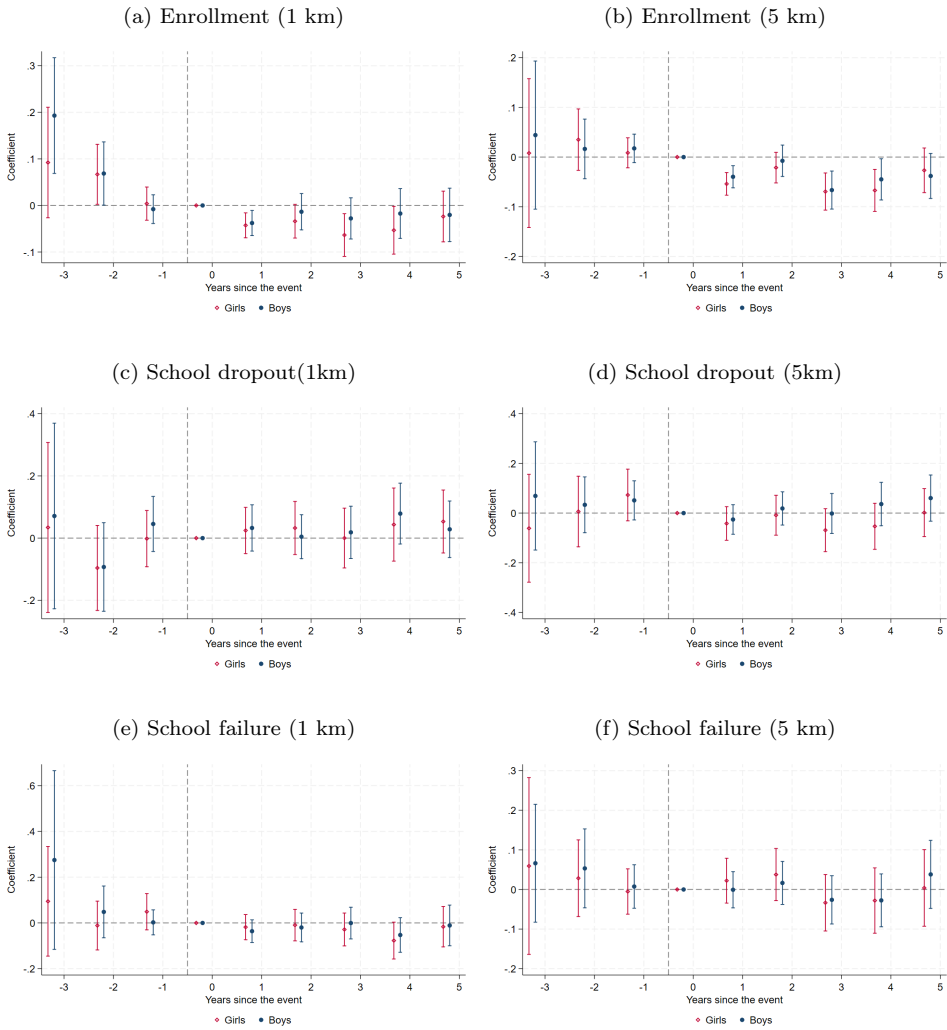 (a) Enrollment (1 km)
.3
.2
.1
0
-.1
Coefficient
-3 -2 -1 0 1 2 3 4 5
Years since the event
Girls Boys
(b) Enrollment (5 km)
.2
.1
0
-.1
-.2
Coefficient
-3 -2 -1 0 1 2 3 4 5
Years since the event
Girls Boys
(c) School dropout(1km)
.4
.2
0
-.2
Coefficient
-3 -2 -1 0 1 2 3 4 5
Years since the event
Girls Boys
(d) School dropout (5km)
.4
.2
0
-.2
-.4
Coefficient
-3 -2 -1 0 1 2 3 4 5
Years since the event
Girls Boys
(e) School failure (1 km)
.6
.4
.2
0
-.2
Coefficient
-3 -2 -1 0 1 2 3 4 5
Years since the event
Girls Boys
(f) School failure (5 km)
.3
.2
.1
0
-.1
-.2
Coefficient
-3 -2 -1 0 1 2 3 4 5
Years since the event
Girls Boys